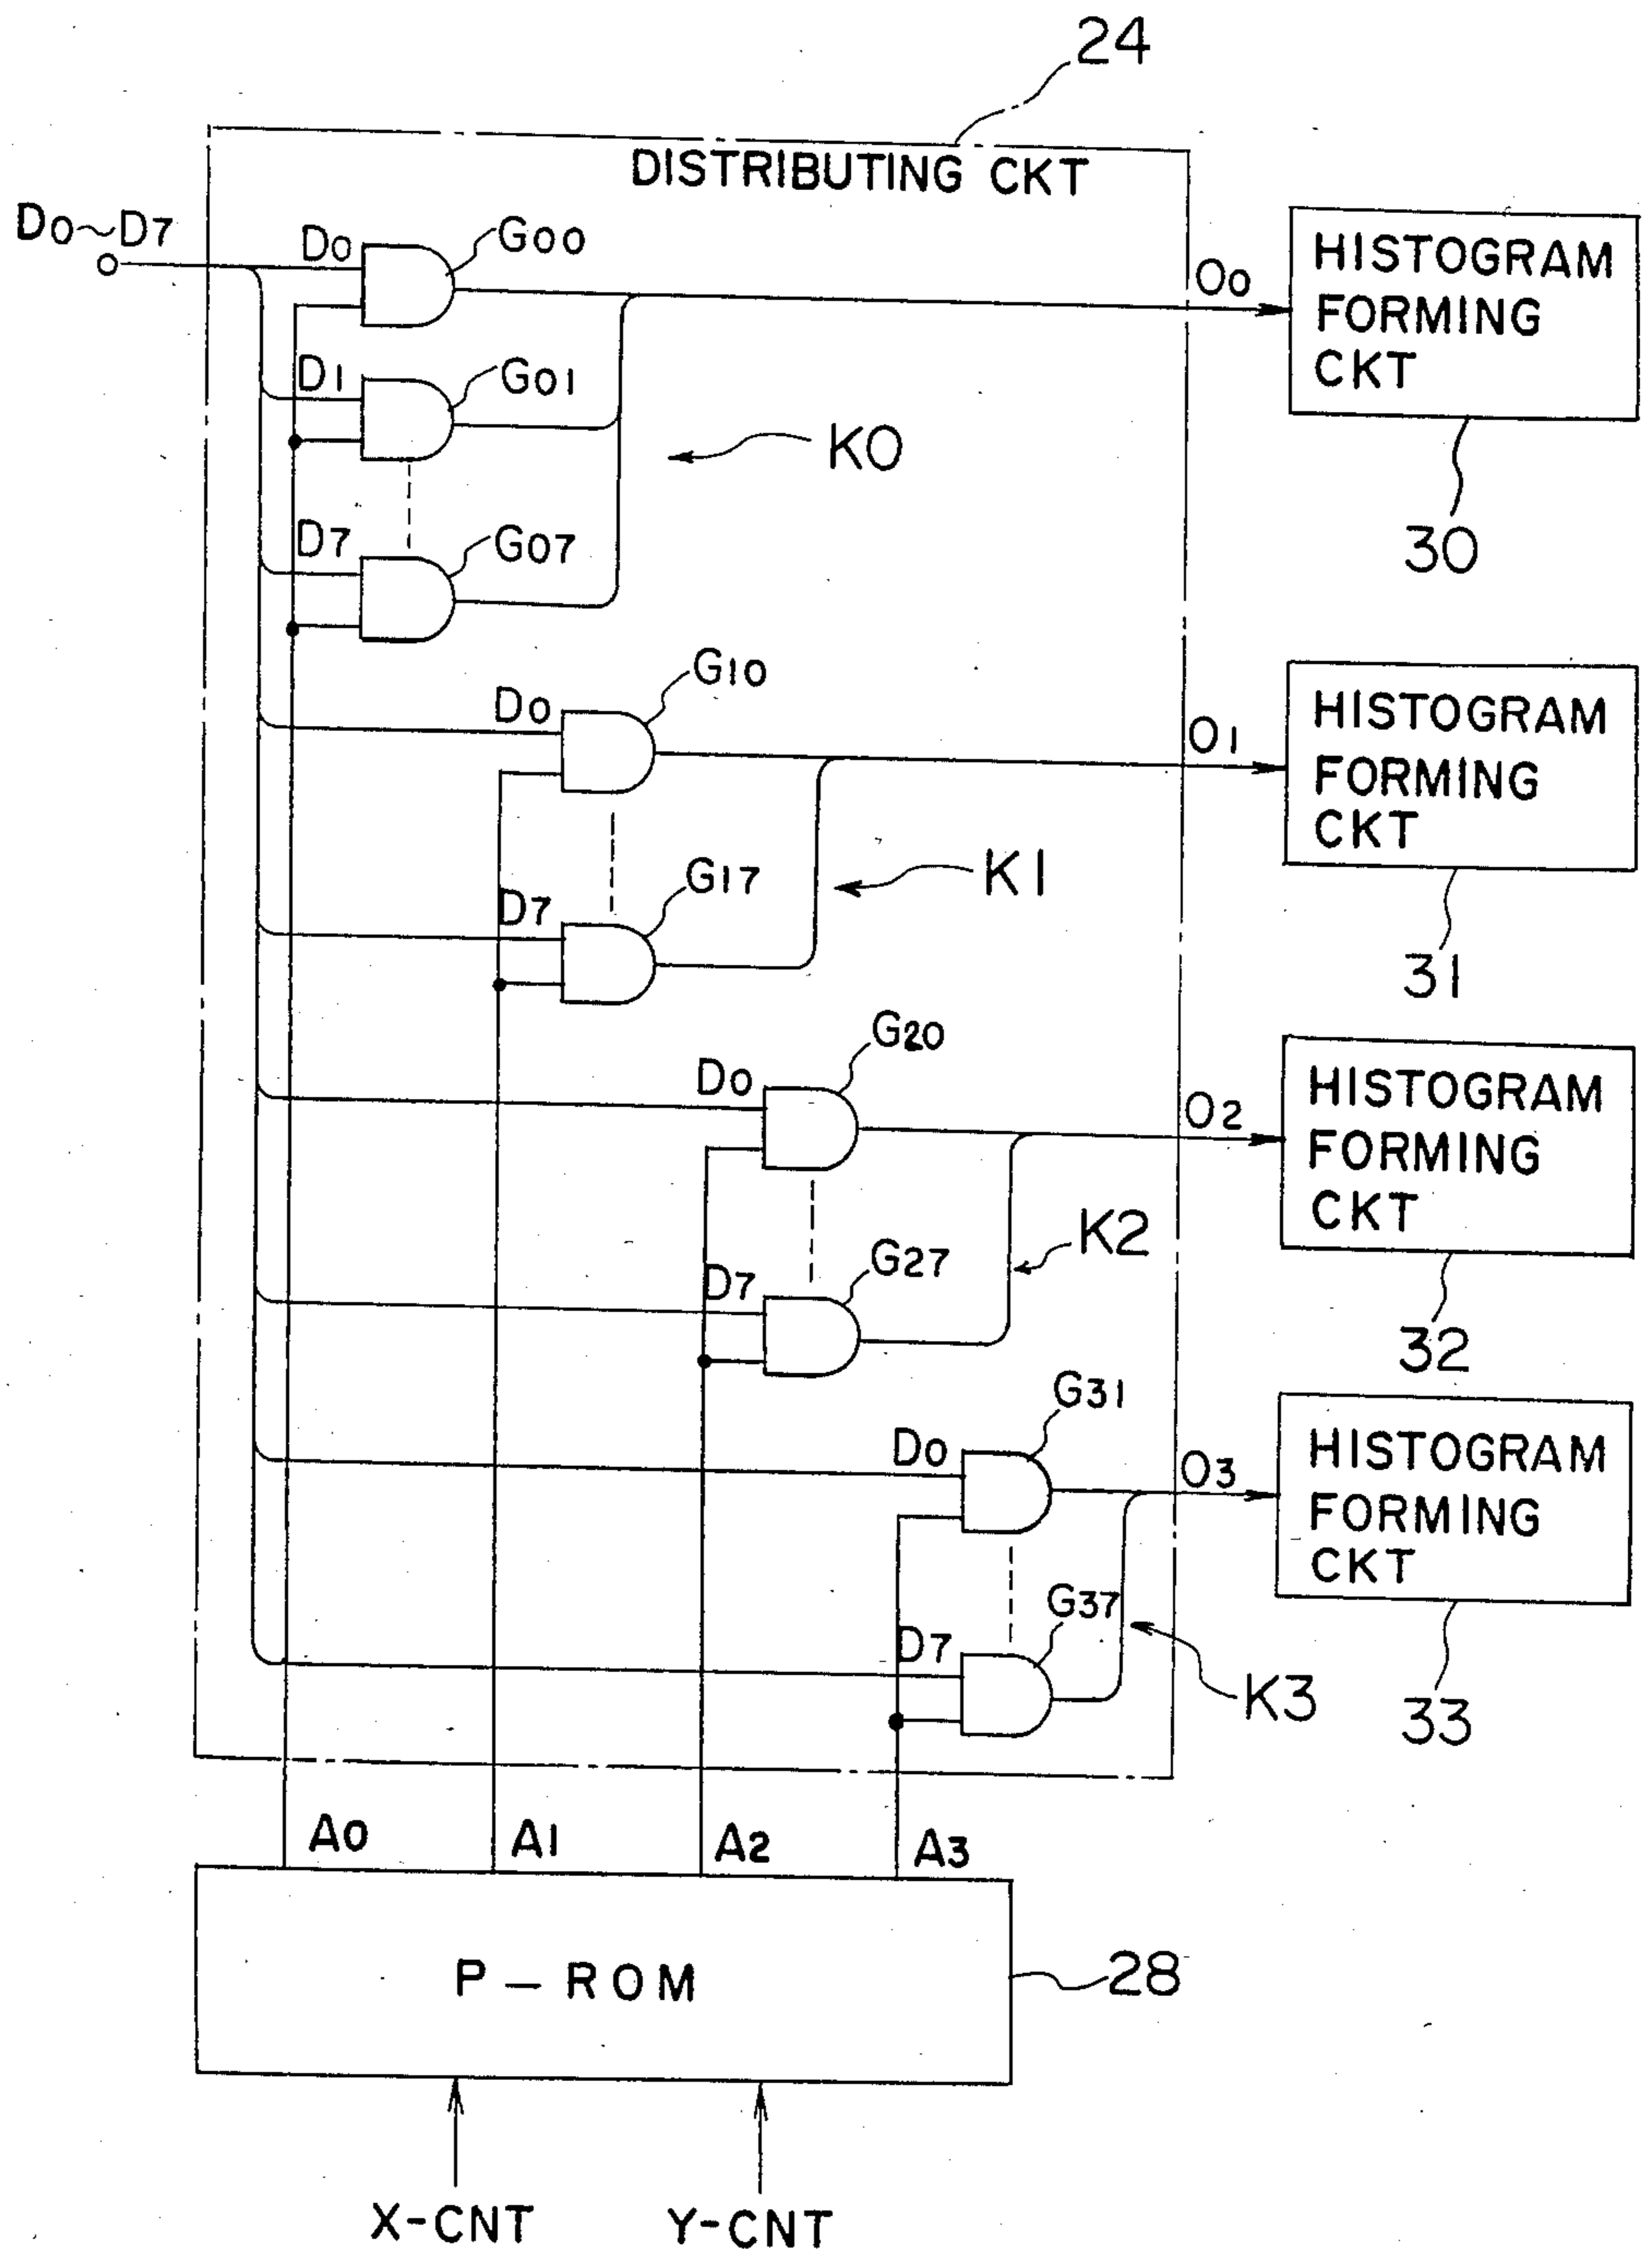 24
DISTRIBUTING CKT
D0~D7
D0
G00
O0
HISTOGRAM
FORMING
CKT
30
D1
G01
K0
D7
G07
D0
G10
O1
HISTOGRAM
FORMING
CKT
31
D7
G17
K1
D0
G20
O2
HISTOGRAM
FORMING
CKT
32
D7
G27
K2
D0
G31
O3
HISTOGRAM
FORMING
CKT
33
D7
G37
K3
A0
A1
A2
A3
P-ROM
28
X-CNT
Y-CNT